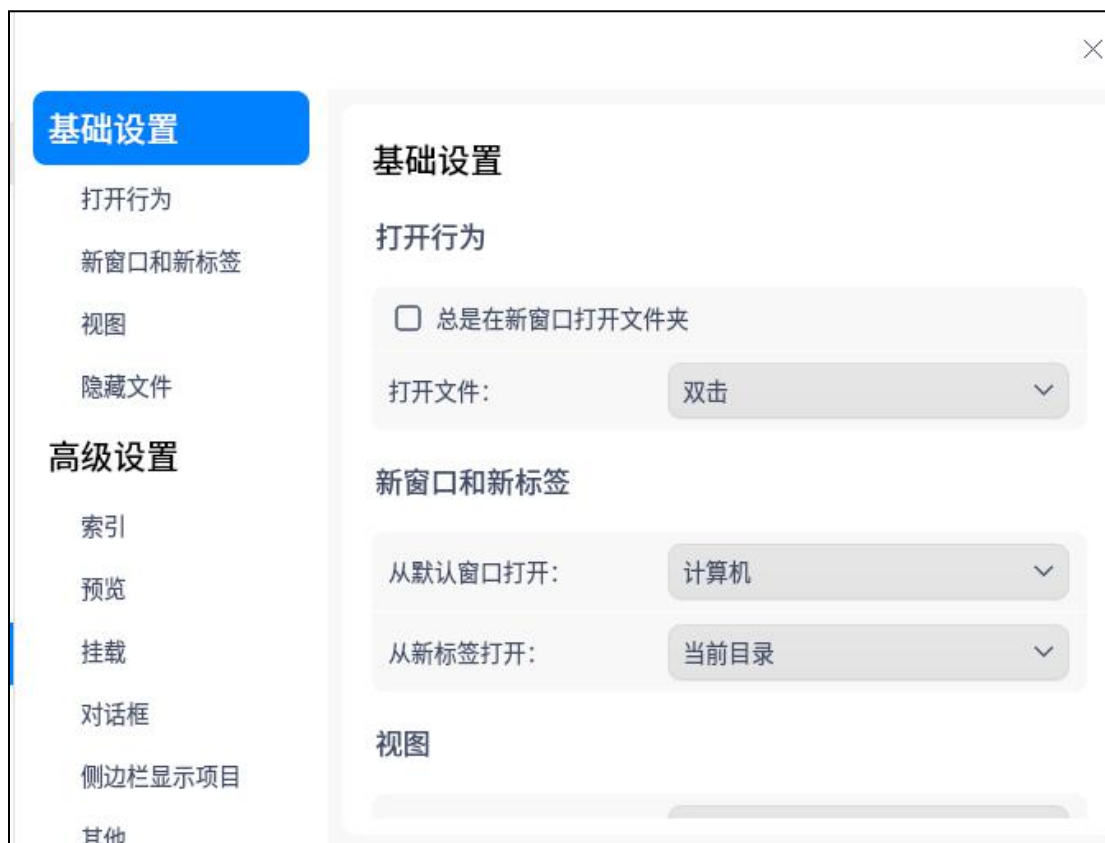 基础设置
打开行为
新窗口和新标签
视图
隐藏文件
高级设置
索引
预览
挂载
对话框
侧边栏显示项目
其他
基础设置
打开行为
总是在新窗口打开文件夹
打开文件：
双击
新窗口和新标签
从默认窗口打开：
计算机
从新标签打开：
当前目录
视图